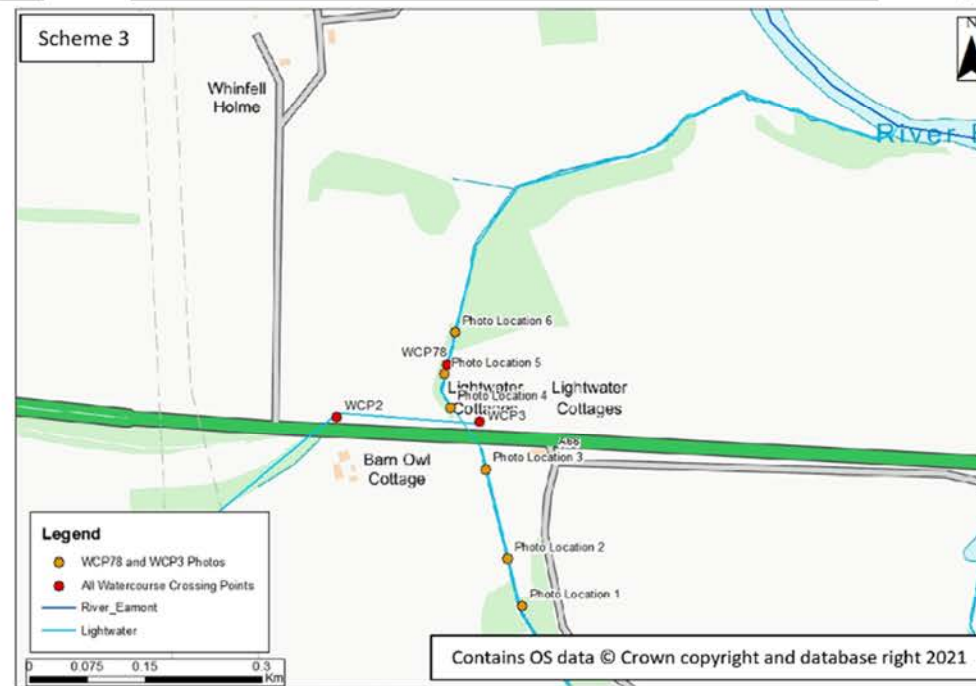 Scheme 3
N
Whinfell
Holme
River
Photo Location 6
WCP78
Photo Location 5
Lightwater
Cottages
Lightwater
Cottages
Photo Location 4
WCP2
WCP3
A66
Barn Owl
Cottage
Photo Location 3
Photo Location 2
Photo Location 1
Legend
WCP78 and WCP3 Photos
All Watercourse Crossing Points
River_Eamont
Lightwater
0 0.075 0.15 0.3
Km
Contains OS data © Crown copyright and database right 2021